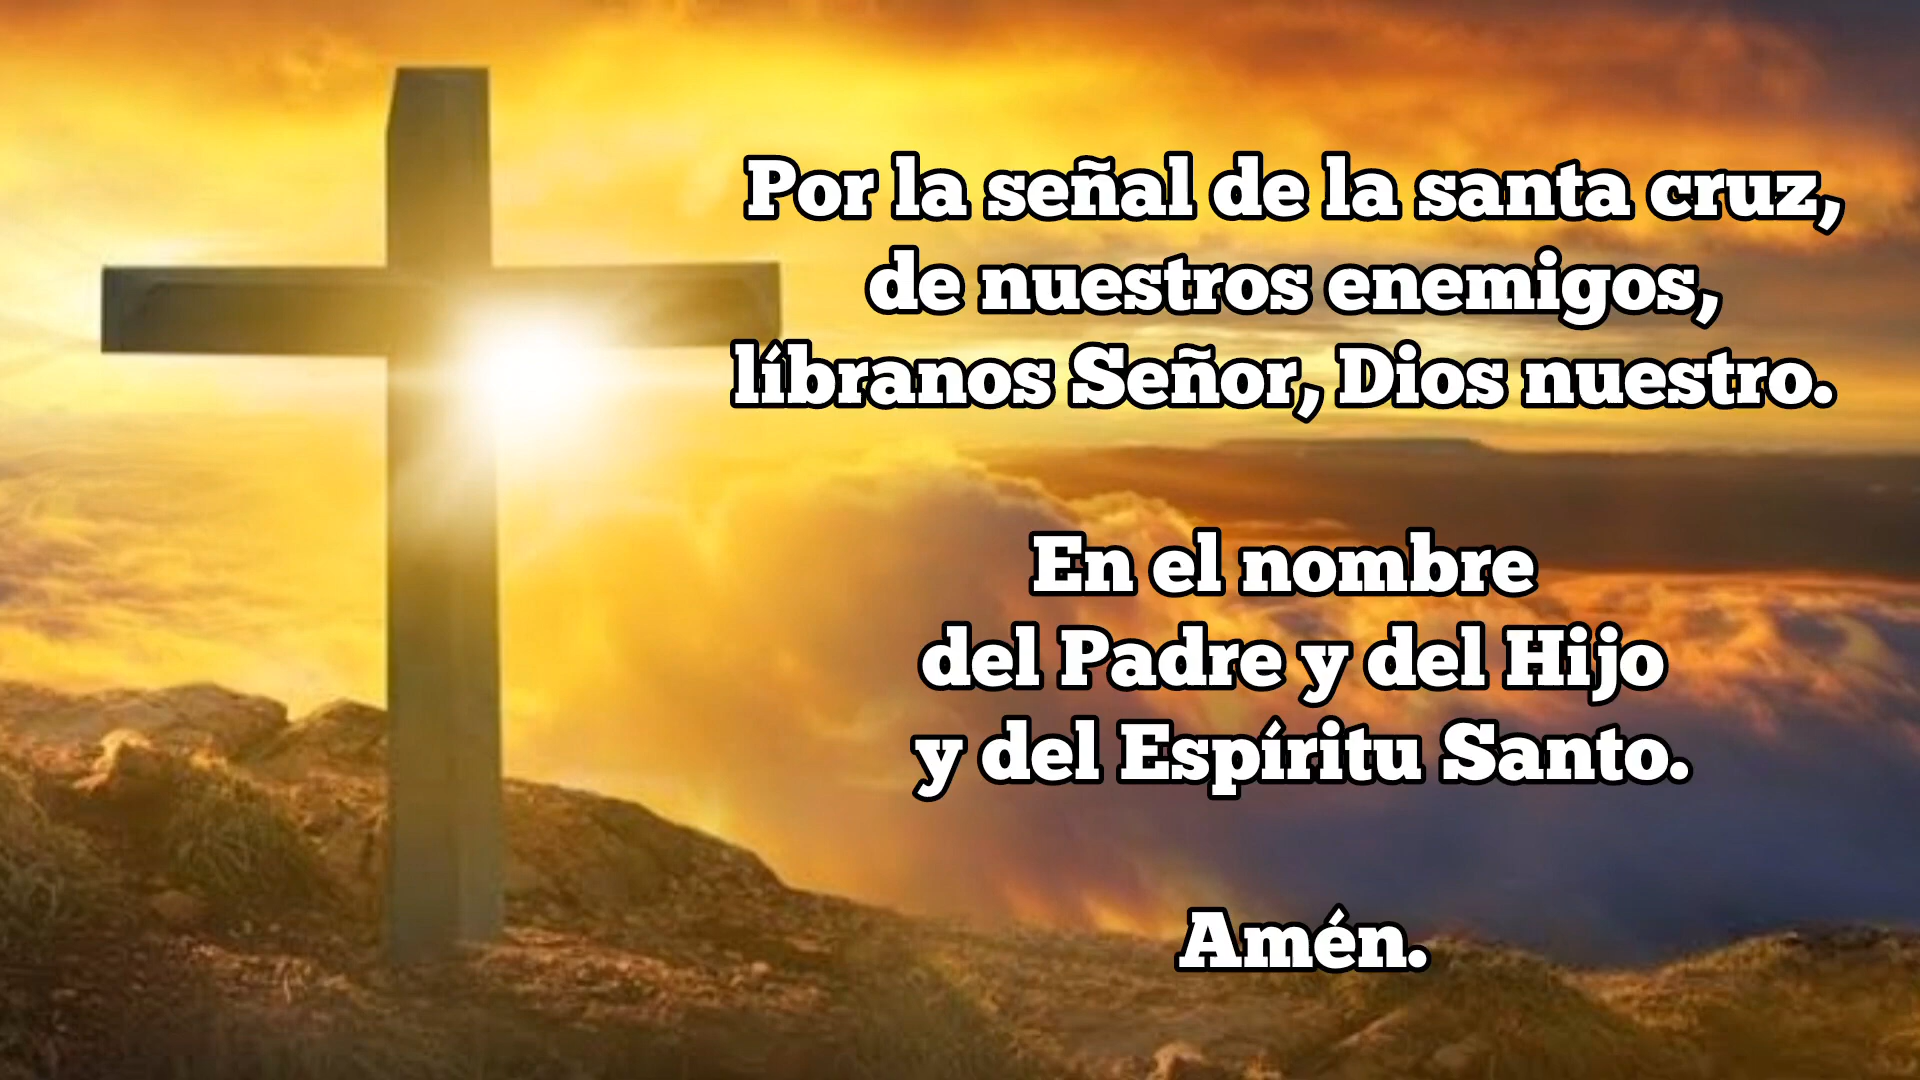 Por la señal de la santa cruz,
de nuestros enemigos,
líbranos Señor, Dios nuestro.
En el nombre
del Padre y del Hijo
y del Espíritu Santo.
Amén.